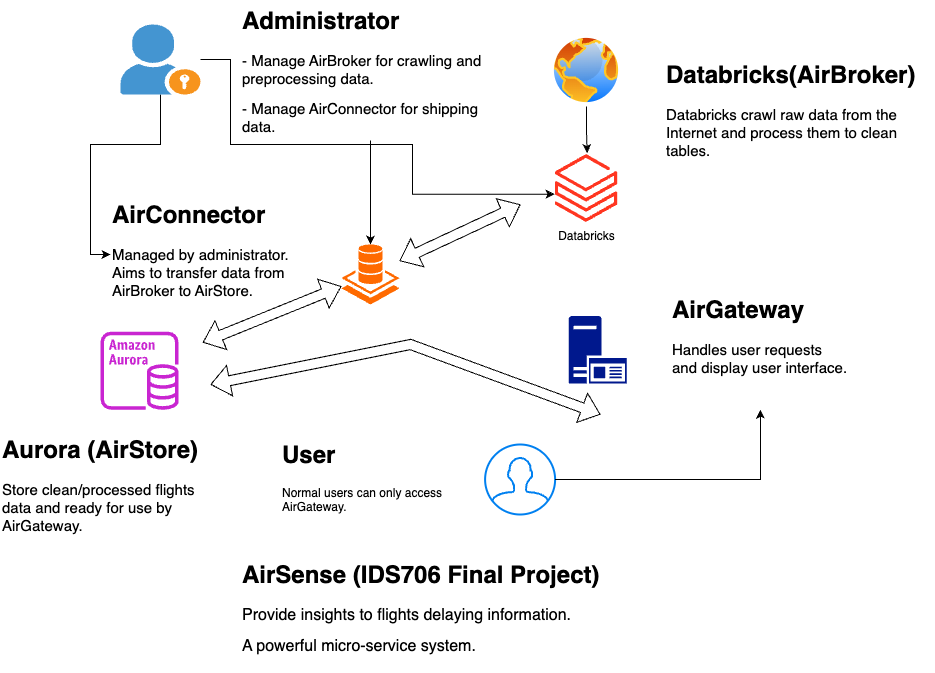 Administrator
- Manage AirBroker for crawling and
preprocessing data.
- Manage AirConnector for shipping
data.
Databricks(AirBroker)
Databricks crawl raw data from the
Internet and process them to clean
tables.
Databricks
AirConnector
Managed by administrator.
Aims to transfer data from
AirBroker to AirStore.
AirGateway
Handles user requests
and display user interface.
Amazon
Aurora
Aurora (AirStore)
Store clean/processed flights
data and ready for use by
AirGateway.
User
Normal users can only access
AirGateway.
AirSense (IDS706 Final Project)
Provide insights to flights delaying information.
A powerful micro-service system.